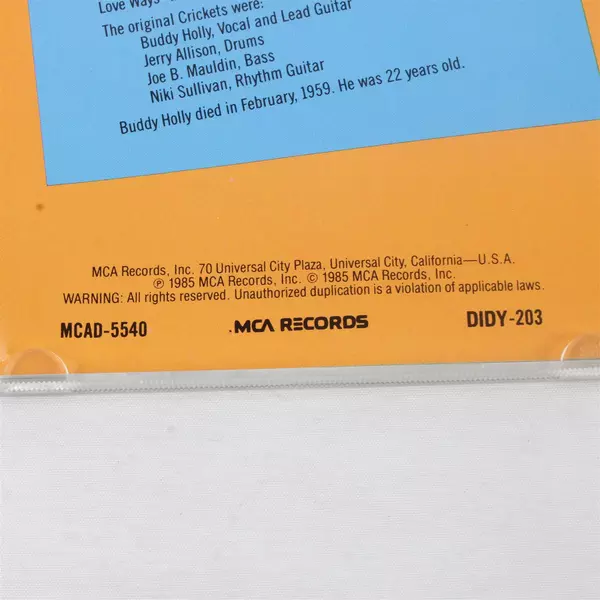 Love Ways"
The original Crickets were:
Buddy Holly, Vocal and Lead Guitar
Jerry Allison, Drums
Joe B. Mauldin, Bass
Niki Sullivan, Rhythm Guitar
Buddy Holly died in February, 1959. He was 22 years old.
MCA Records, Inc. 70 Universal City Plaza, Universal City, California—U.S.A.
℗ 1985 MCA Records, Inc. © 1985 MCA Records, Inc.
WARNING: All rights reserved. Unauthorized duplication is a violation of applicable laws.
MCAD-5540 MCA RECORDS DIDY-203